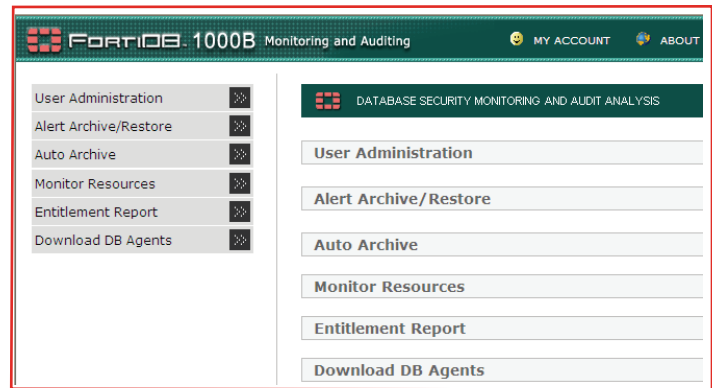 FORTIDB. 1000B Monitoring and Auditing MY ACCOUNT ABOUT
User Administration
Alert Archive/Restore
Auto Archive
Monitor Resources
Entitlement Report
Download DB Agents
DATABASE SECURITY MONITORING AND AUDIT ANALYSIS
User Administration
Alert Archive/Restore
Auto Archive
Monitor Resources
Entitlement Report
Download DB Agents